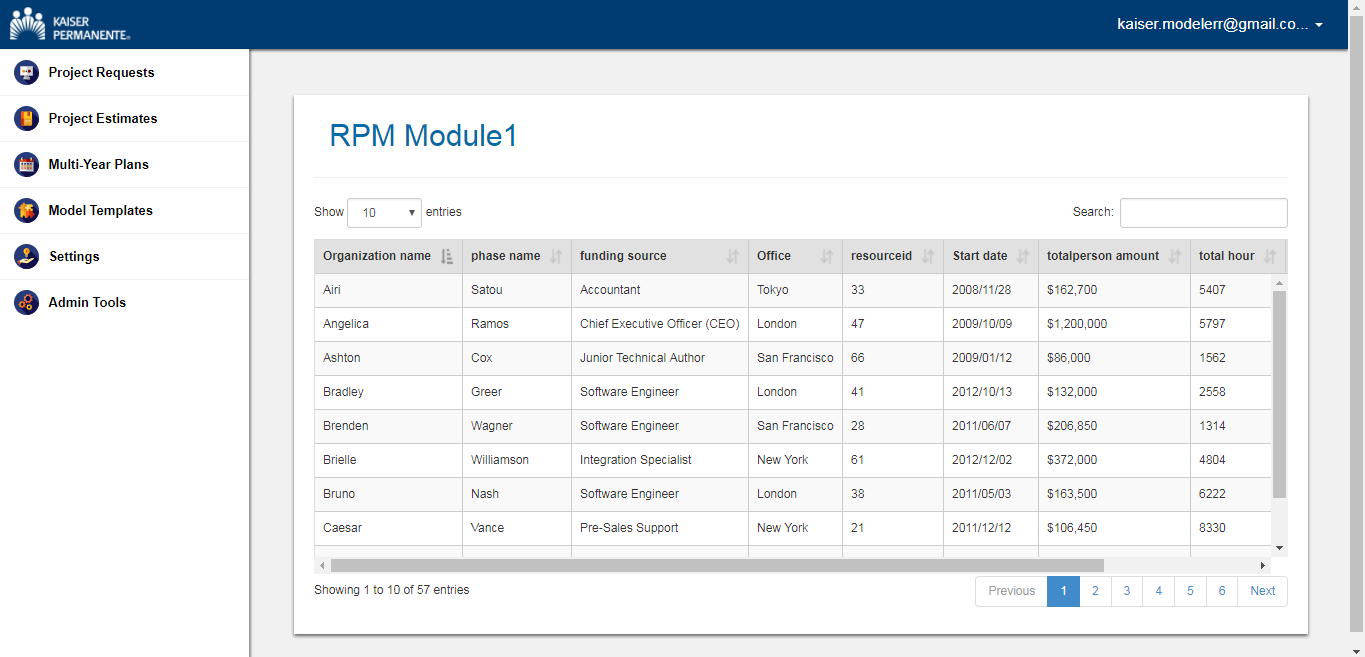 KAISER
PERMANENTE®
kaiser.modelerr@gmail.co...
Project Requests
Project Estimates
Multi-Year Plans
Model Templates
Settings
Admin Tools
RPM Module1
Show 10 entries
Search:
Organization name phase name funding source Office resourceid Start date totalperson amount total hour
Airi Satou Accountant Tokyo 33 2008/11/28 $162,700 5407
Angelica Ramos Chief Executive Officer (CEO) London 47 2009/10/09 $1,200,000 5797
Ashton Cox Junior Technical Author San Francisco 66 2009/01/12 $86,000 1562
Bradley Greer Software Engineer London 41 2012/10/13 $132,000 2558
Brenden Wagner Software Engineer San Francisco 28 2011/06/07 $206,850 1314
Brielle Williamson Integration Specialist New York 61 2012/12/02 $372,000 4804
Bruno Nash Software Engineer London 38 2011/05/03 $163,500 6222
Caesar Vance Pre-Sales Support New York 21 2011/12/12 $106,450 8330
Showing 1 to 10 of 57 entries
Previous 1 2 3 4 5 6 Next